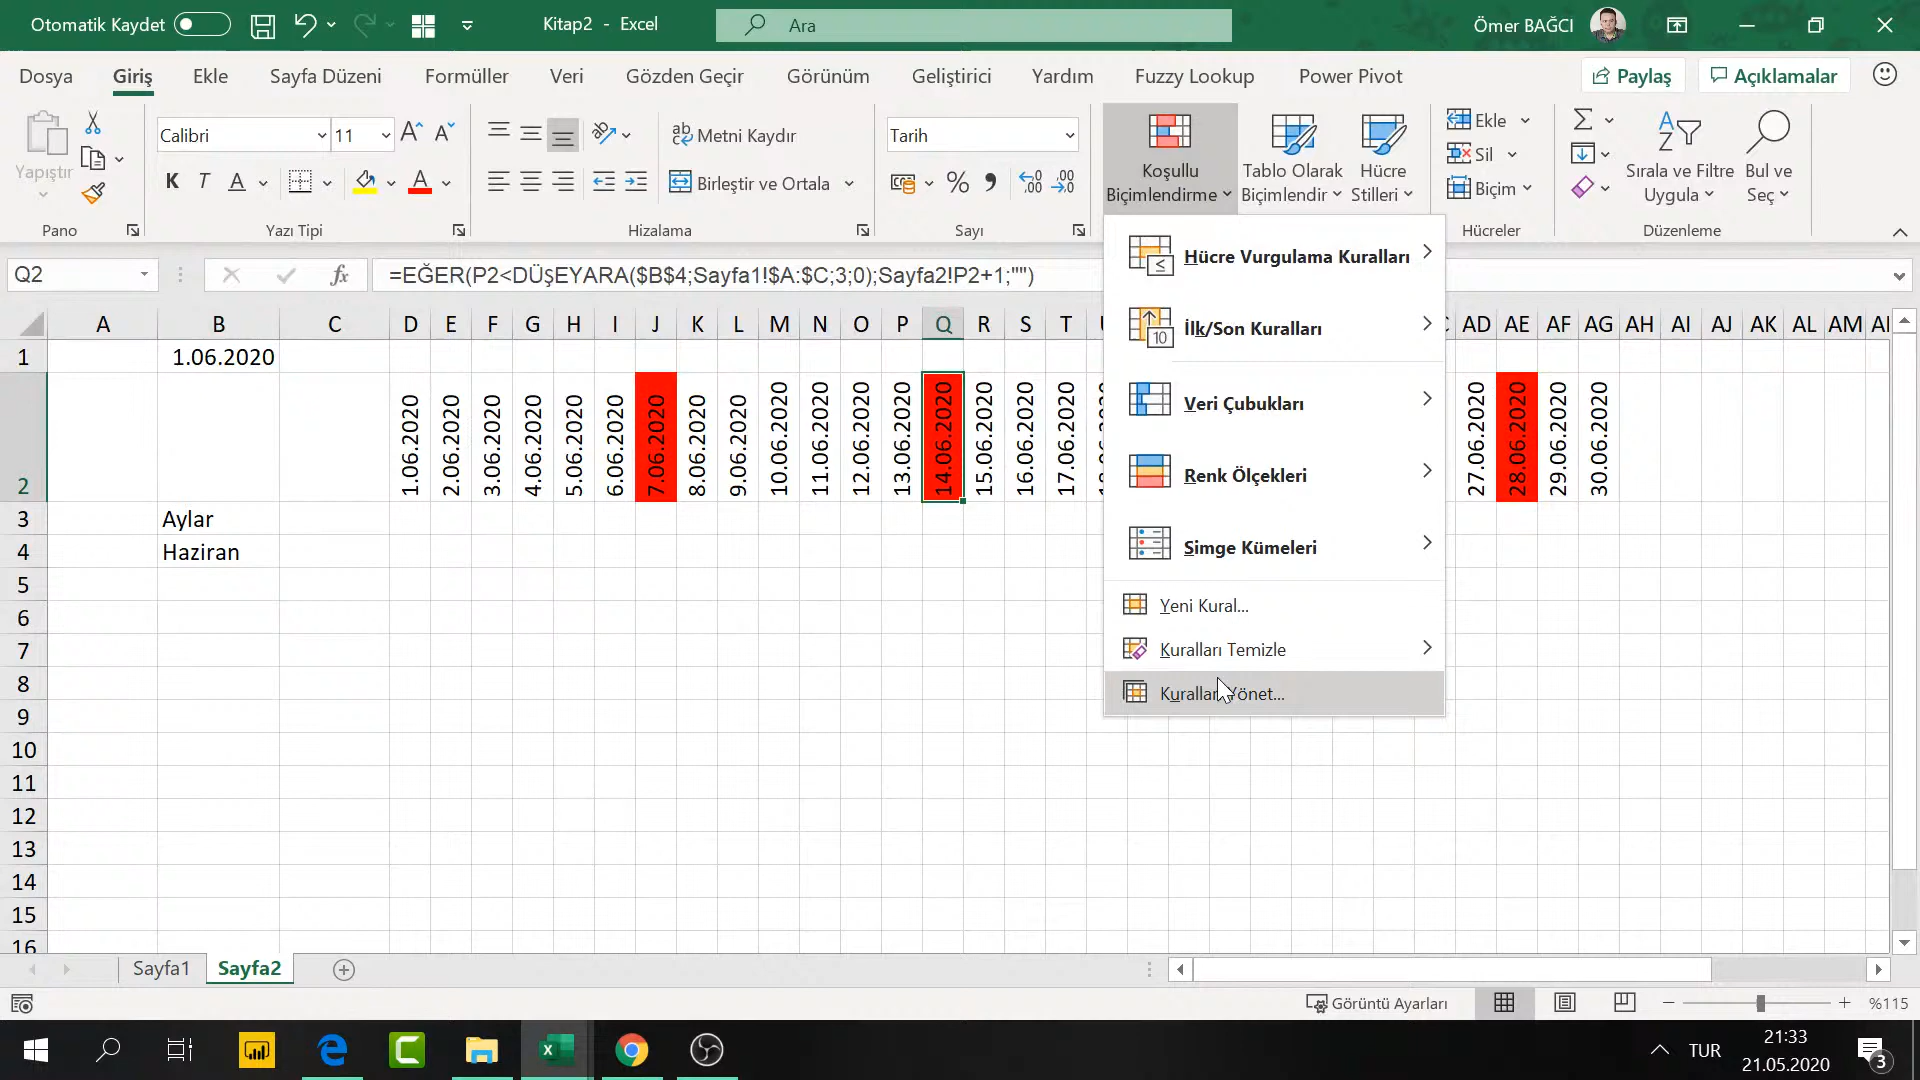 Otomatik Kaydet
Kitap2 - Excel
Ara
Ömer BAĞCI
Dosya Giriş Ekle Sayfa Düzeni Formüller Veri Gözden Geçir Görünüm Geliştirici Yardım Fuzzy Lookup Power Pivot Paylaş Açıklamalar
Yapıştır
Pano
Calibri 11
K T A A
Yazı Tipi
ab Metni Kaydır
Birleştir ve Ortala
Hizalama
Tarih
% 9
Sayı
Koşullu
Biçimlendirme
Tablo Olarak
Biçimlendir
Hücre
Stilleri
Ekle
Sil
Biçim
Hücreler
Sırala ve Filtre
Uygula
Bul ve
Seç
Düzenleme
Q2
fx
=EĞER(P2<DÜŞEYARA($B$4;Sayfa1!$A:$C;3;0);Sayfa2!P2+1;"")
Hücre Vurgulama Kuralları
İlk/Son Kuralları
Veri Çubukları
Renk Ölçekleri
Simge Kümeleri
Yeni Kural...
Kuralları Temizle
Kuralları Yönet...
A B C D E F G H I J K L M N O P Q R S T AD AE AF AG AH AI AJ AK AL AM
1 1.06.2020
2 1.06.2020 2.06.2020 3.06.2020 4.06.2020 5.06.2020 6.06.2020 7.06.2020 8.06.2020 9.06.2020 10.06.2020 11.06.2020 12.06.2020 13.06.2020 14.06.2020 15.06.2020 16.06.2020 17.06.2020 27.06.2020 28.06.2020 29.06.2020 30.06.2020
3 Aylar
4 Haziran
5
6
7
8
9
10
11
12
13
14
15
16
Sayfa1 Sayfa2
Görüntü Ayarları
%115
TUR
21:33
21.05.2020
3